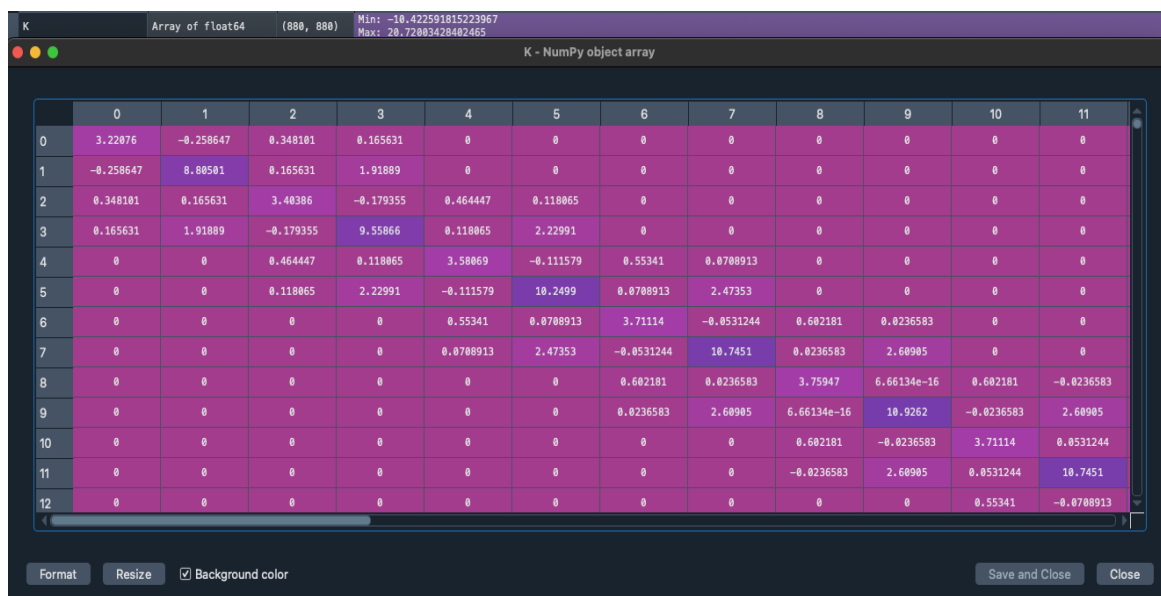 K Array of float64 (880, 880) Min: -10.422591815223967
Max: 20.72003428402465
K - NumPy object array
0 1 2 3 4 5 6 7 8 9 10 11
0 3.22076 -0.258647 0.348101 0.165631 0 0 0 0 0 0 0 0
1 -0.258647 8.80501 0.165631 1.91889 0 0 0 0 0 0 0 0
2 0.348101 0.165631 3.40386 -0.179355 0.464447 0.118065 0 0 0 0 0 0
3 0.165631 1.91889 -0.179355 9.55866 0.118065 2.22991 0 0 0 0 0 0
4 0 0 0.464447 0.118065 3.58069 -0.111579 0.55341 0.0708913 0 0 0 0
5 0 0 0.118065 2.22991 -0.111579 10.2499 0.0708913 2.47353 0 0 0 0
6 0 0 0 0 0.55341 0.0708913 3.71114 -0.0531244 0.602181 0.0236583 0 0
7 0 0 0 0 0.0708913 2.47353 -0.0531244 10.7451 0.0236583 2.60905 0 0
8 0 0 0 0 0 0 0.602181 0.0236583 3.75947 6.66134e-16 0.602181 -0.0236583
9 0 0 0 0 0 0 0.0236583 2.60905 6.66134e-16 10.9262 -0.0236583 2.60905
10 0 0 0 0 0 0 0 0 0.602181 -0.0236583 3.71114 0.0531244
11 0 0 0 0 0 0 0 0 -0.0236583 2.60905 0.0531244 10.7451
12 0 0 0 0 0 0 0 0 0 0 0.55341 -0.0708913
Format Resize Background color Save and Close Close